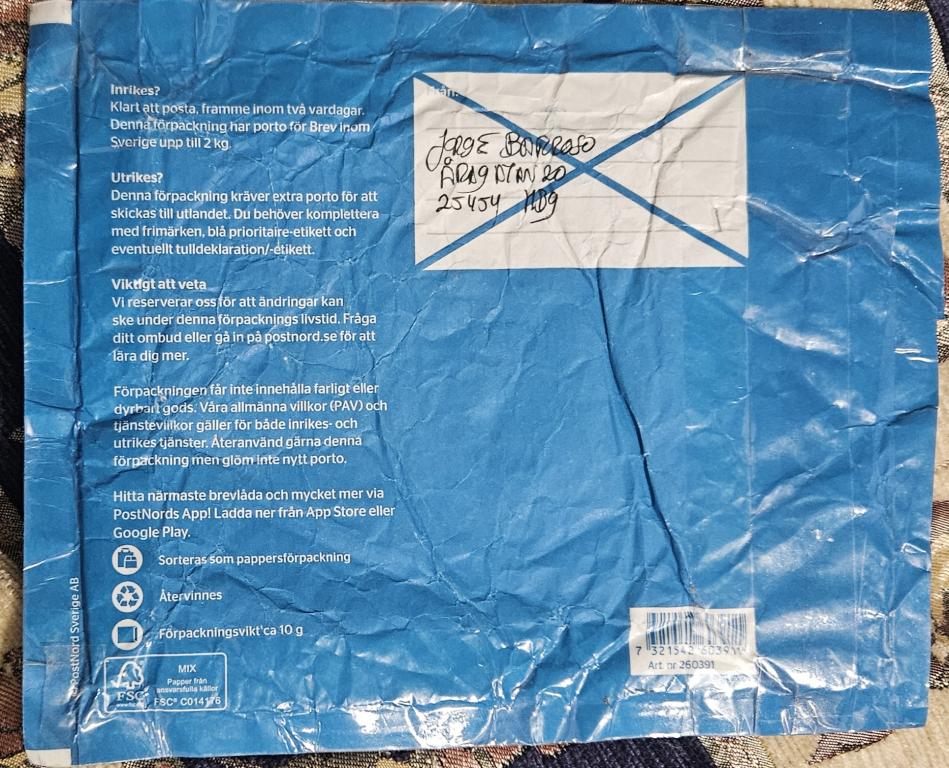 Inrikes?
Klart att posta, framme inom två vardagar.
Denna förpackning har porto för Brev inom
Sverige upp till 2 kg.
Utrikes?
Denna förpackning kräver extra porto för att
skickas till utlandet. Du behöver komplettera
med frimärken, blå prioritaire-etikett och
eventuell tulldeklaration/-etikett.
Viktigt att veta
Vi reserverar oss för att ändringar kan
ske under denna förpacknings livstid. Fråga
ditt ombud eller gå in på postnord.se för att
lära dig mer.
Förpackningen får inte innehålla farligt eller
dyrbart gods. Våra allmänna villkor (PAV) och
tjänstevillkor gäller för både inrikes- och
utrikes tjänster. Återanvänd gärna denna
förpackning men glöm inte nytt porto.
Hitta närmaste brevlåda och mycket mer via
PostNords App! Ladda ner från App Store eller
Google Play.
Sorteras som pappersförpackning
Återvinnes
Förpackningsvikt ca 10 g
FSC
MIX
Papper från
ansvarsfulla källor
FSC® C014176
© PostNord Sverige AB
Från:
Jorge Barroso
25454 HBg
7 321542 60391
Art. nr 260391